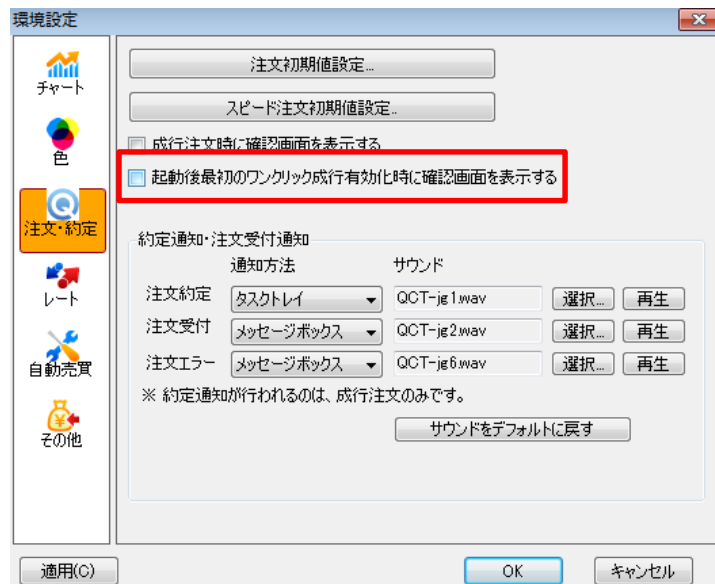 環境設定
チャート
色
注文・約定
レート
自動売買
その他
注文初期値設定...
スピード注文初期値設定..
成行注文時に確認画面を表示する
起動後最初のワンクリック成行有効化時に確認画面を表示する
約定通知・注文受付通知
通知方法 サウンド
注文約定 タスクトレイ QCT-jg1.wav 選択... 再生
注文受付 メッセージボックス QCT-jg2.wav 選択... 再生
注文エラー メッセージボックス QCT-jg6.wav 選択... 再生
※ 約定通知が行われるのは、成行注文のみです。
サウンドをデフォルトに戻す
適用(C) OK キャンセル